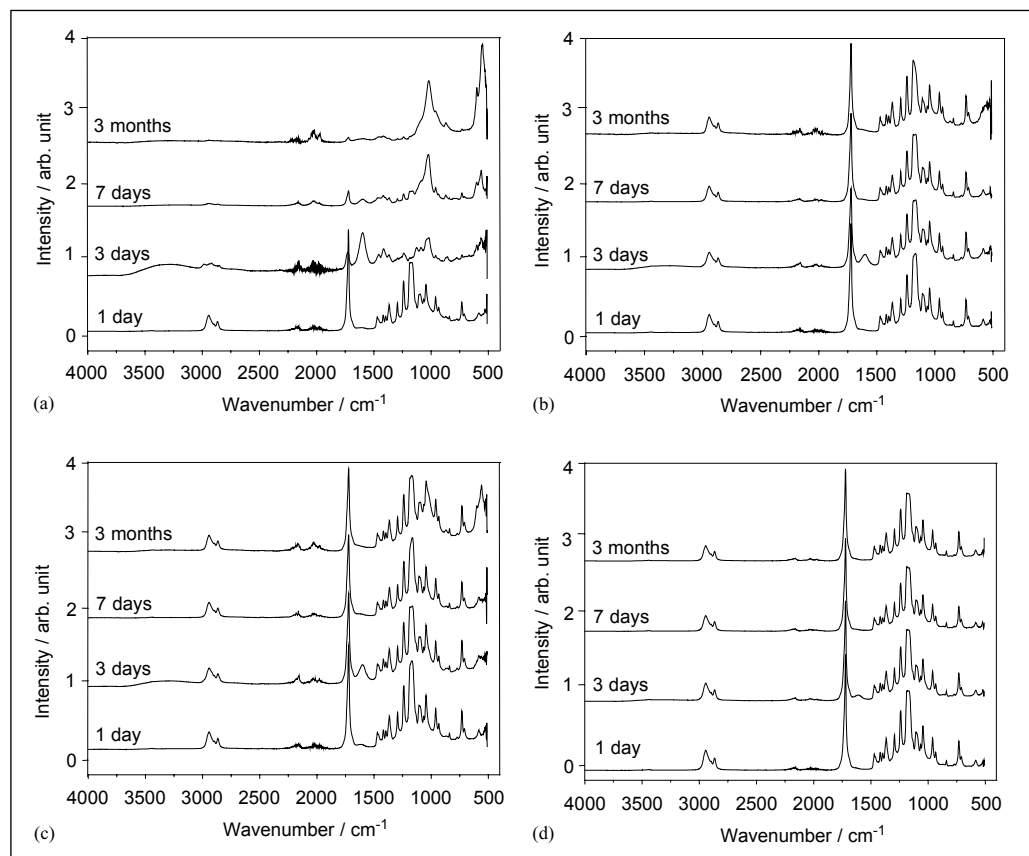 4
3
2
1
0
Intensity / arb. unit
3 months
7 days
3 days
1 day
4000 3500 3000 2500 2000 1500 1000 500
Wavenumber / cm-1
(a)
4
3
2
1
0
Intensity / arb. unit
3 months
7 days
3 days
1 day
4000 3500 3000 2500 2000 1500 1000 500
Wavenumber / cm-1
(b)
4
3
2
1
0
Intensity / arb. unit
3 months
7 days
3 days
1 day
4000 3500 3000 2500 2000 1500 1000 500
Wavenumber / cm-1
(c)
4
3
2
1
0
Intensity / arb. unit
3 months
7 days
3 days
1 day
4000 3500 3000 2500 2000 1500 1000 500
Wavenumber / cm-1
(d)